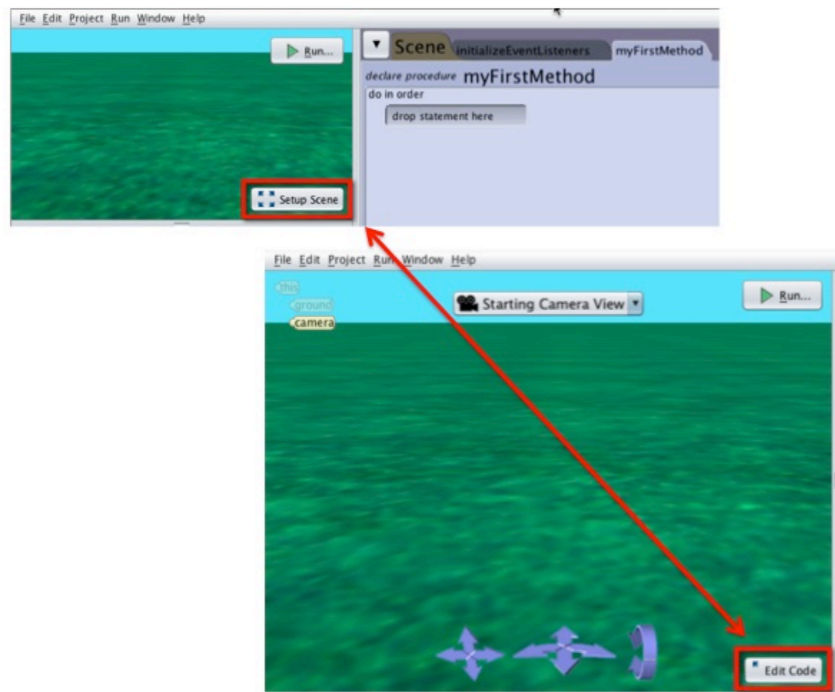 File Edit Project Run Window Help
Run...
Scene initializeEventListeners myFirstMethod
declare procedure myFirstMethod
do in order
drop statement here
Setup Scene
File Edit Project Run Window Help
this
ground
camera
Starting Camera View
Run...
Edit Code